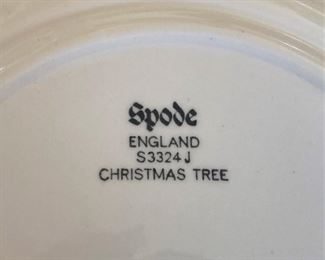 Spode
ENGLAND
S3324 J
CHRISTMAS TREE